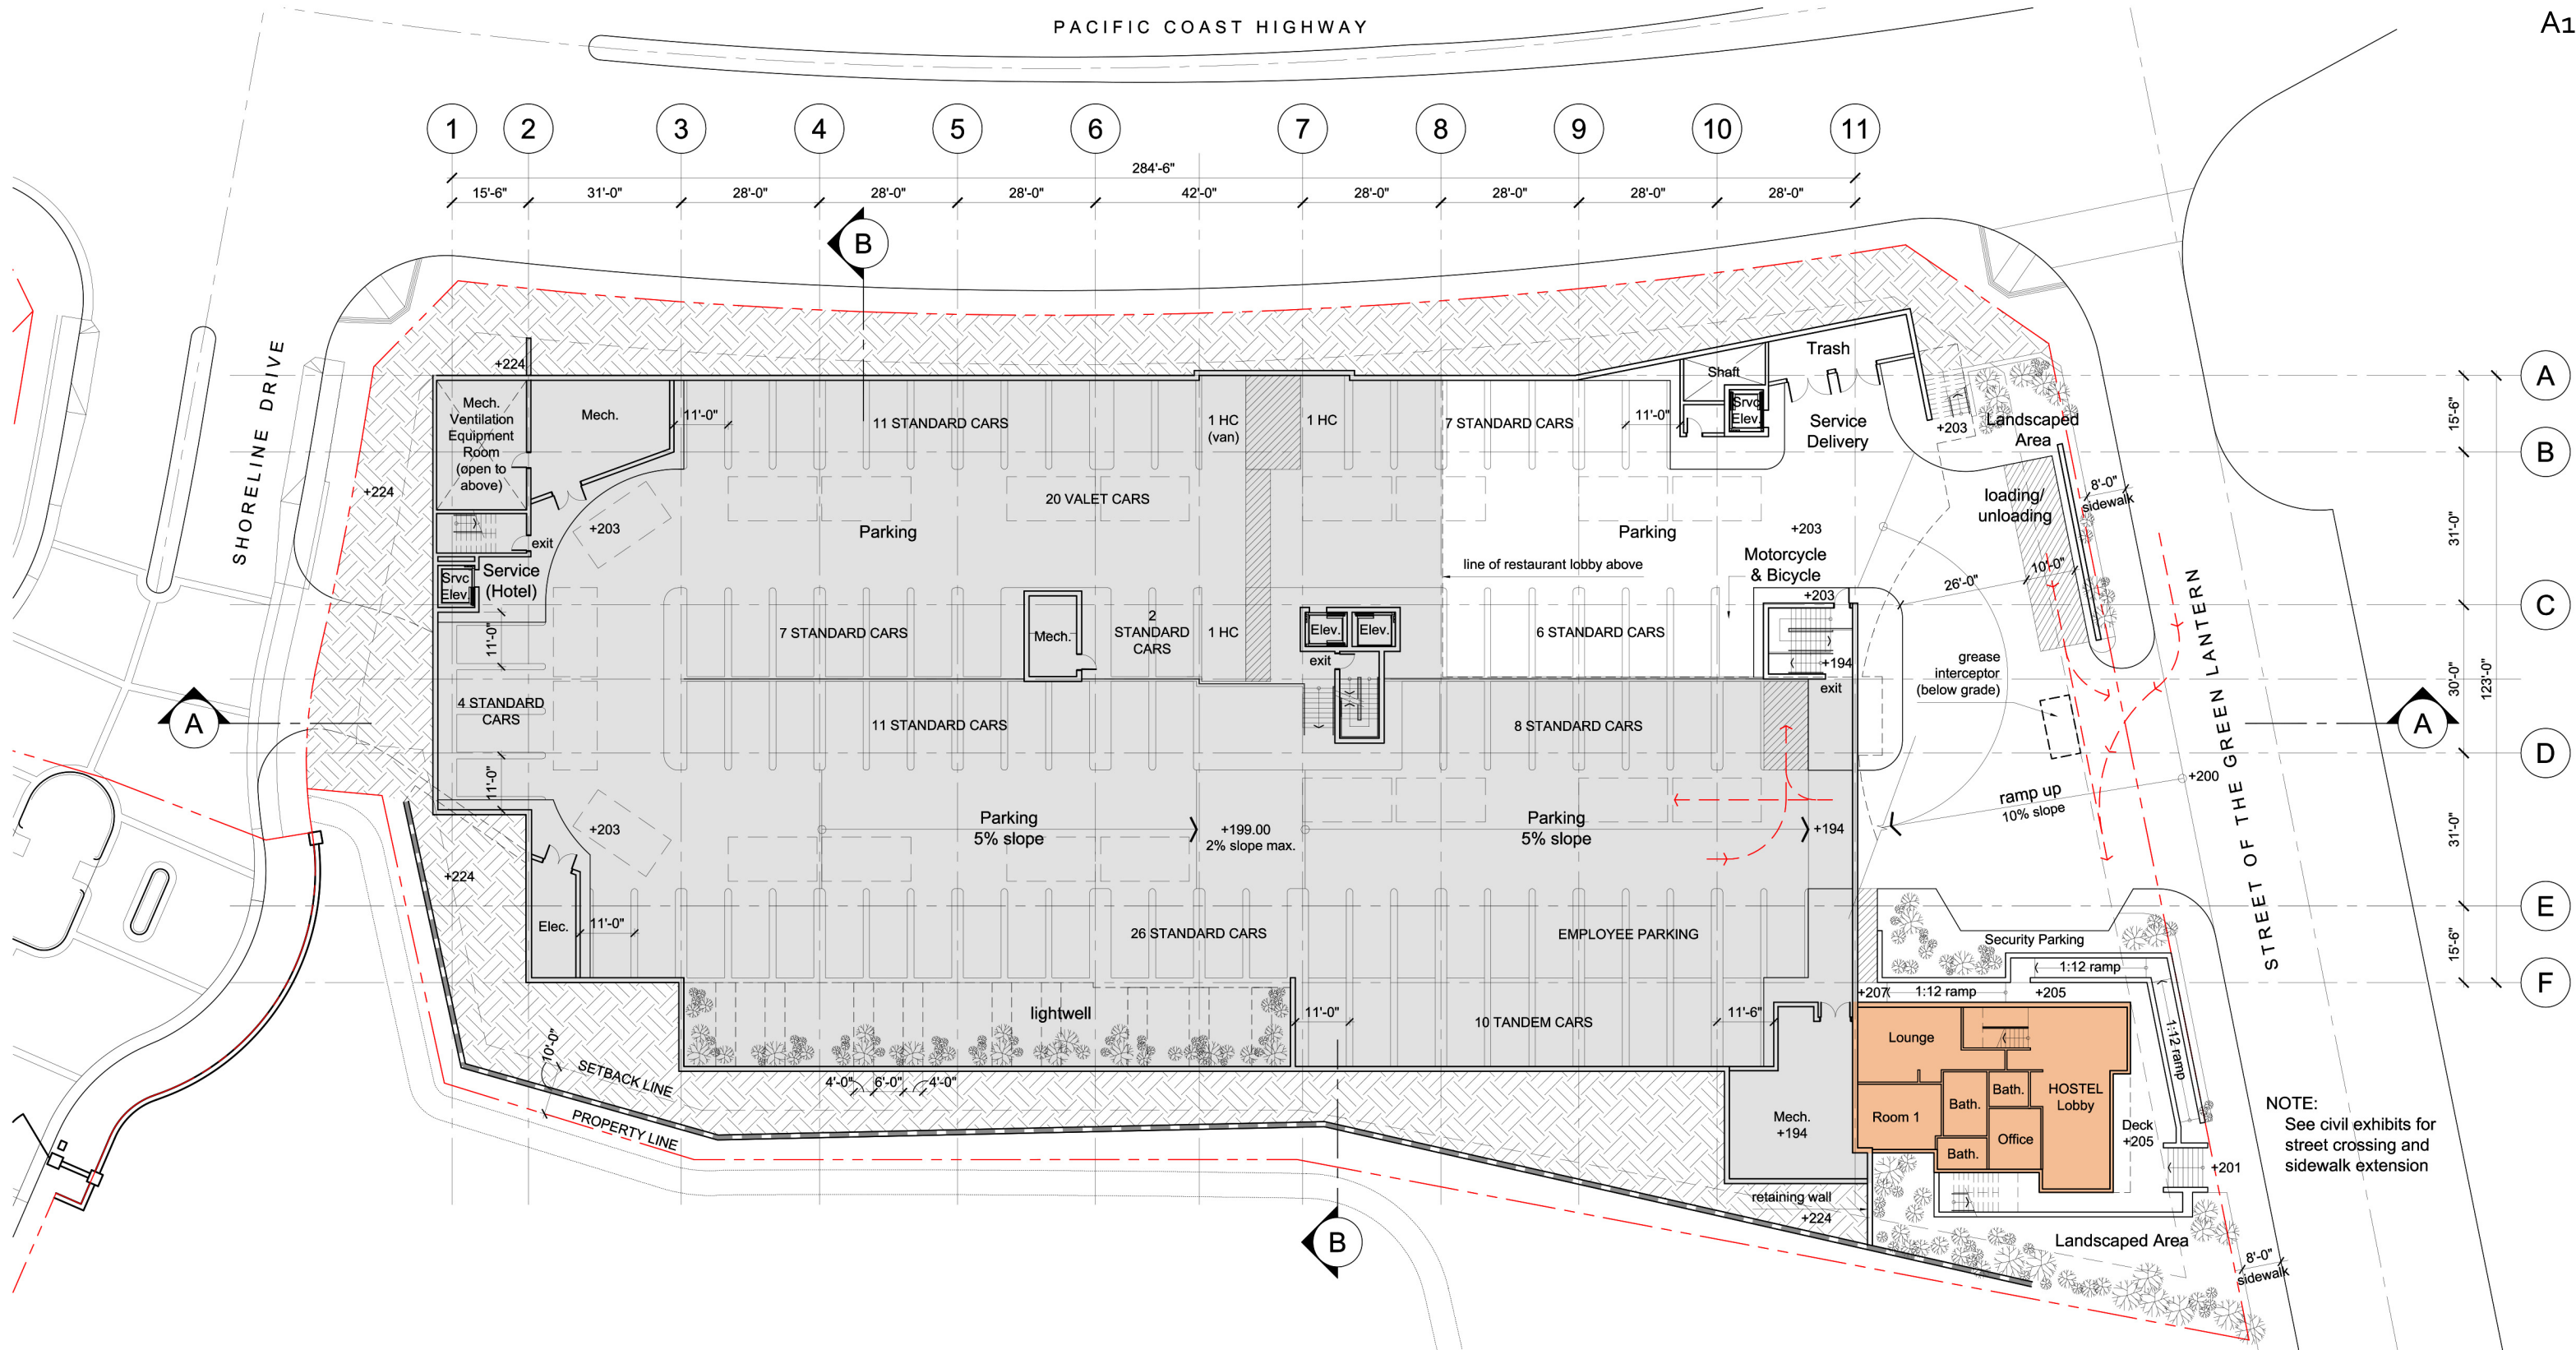 PACIFIC COAST HIGHWAY
A1
1 2 3 4 5 6 7 8 9 10 11
284'-6"
15'-6" 31'-0" 28'-0" 28'-0" 28'-0" 42'-0" 28'-0" 28'-0" 28'-0" 28'-0"
B
SHORELINE DRIVE
+224
Mech.
Ventilation
Equipment
Room
(open to
above)
Mech.
11'-0"
11 STANDARD CARS
1 HC
(van)
1 HC
7 STANDARD CARS
11'-0"
Shaft
Srvc
Elev.
Trash
Service
Delivery
+203
Landscaped
Area
A
15'-6"
B
+224
20 VALET CARS
Parking
Parking
+203
exit
+203
loading/
unloading
8'-0"
sidewalk
31'-0"
Service
(Hotel)
Srvc
Elev.
line of restaurant lobby above
Motorcycle
& Bicycle
+203
26'-0"
10'-0"
C
11'-0"
7 STANDARD CARS
Mech.
2
STANDARD
CARS
1 HC
Elev.
Elev.
exit
6 STANDARD CARS
+194
exit
grease
interceptor
(below grade)
30'-0"
123'-0"
A
4 STANDARD
CARS
11 STANDARD CARS
8 STANDARD CARS
A
D
11'-0"
+200
STREET OF THE GREEN LANTERN
ramp up
10% slope
+203
Parking
5% slope
+199.00
2% slope max.
Parking
5% slope
+194
31'-0"
+224
E
Elec.
11'-0"
26 STANDARD CARS
EMPLOYEE PARKING
Security Parking
15'-6"
1:12 ramp
F
+207
1:12 ramp
+205
lightwell
11'-0"
10 TANDEM CARS
11'-6"
1:12 ramp
Lounge
10'-0"
SETBACK LINE
PROPERTY LINE
4'-0" 6'-0" 4'-0"
Mech.
+194
Room 1
Bath.
Bath.
HOSTEL
Lobby
Office
Bath.
Deck
+205
NOTE:
See civil exhibits for
street crossing and
sidewalk extension
+201
retaining wall
+224
B
Landscaped Area
8'-0"
sidewalk